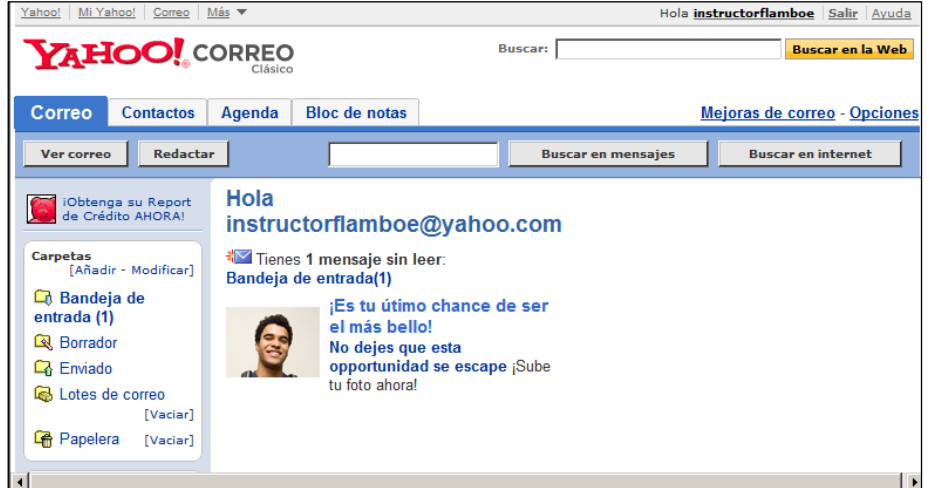 Yahoo! Mi Yahoo! Correo Más ▼ Hola instructorflamboe Salir Ayuda
YAHOO! CORREO
Clásico
Buscar: Buscar en la Web
Correo Contactos Agenda Bloc de notas Mejoras de correo - Opciones
Ver correo Redactar Buscar en mensajes Buscar en internet
¡Obtenga su Report
de Crédito AHORA!
Carpetas
[Añadir - Modificar]
Bandeja de
entrada (1)
Borrador
Enviado
Lotes de correo
[Vaciar]
Papelera [Vaciar]
Hola
instructorflamboe@yahoo.com
Tienes 1 mensaje sin leer:
Bandeja de entrada(1)
¡Es tu útimo chance de ser
el más bello!
No dejes que esta
opportunidad se escape ¡Sube
tu foto ahora!